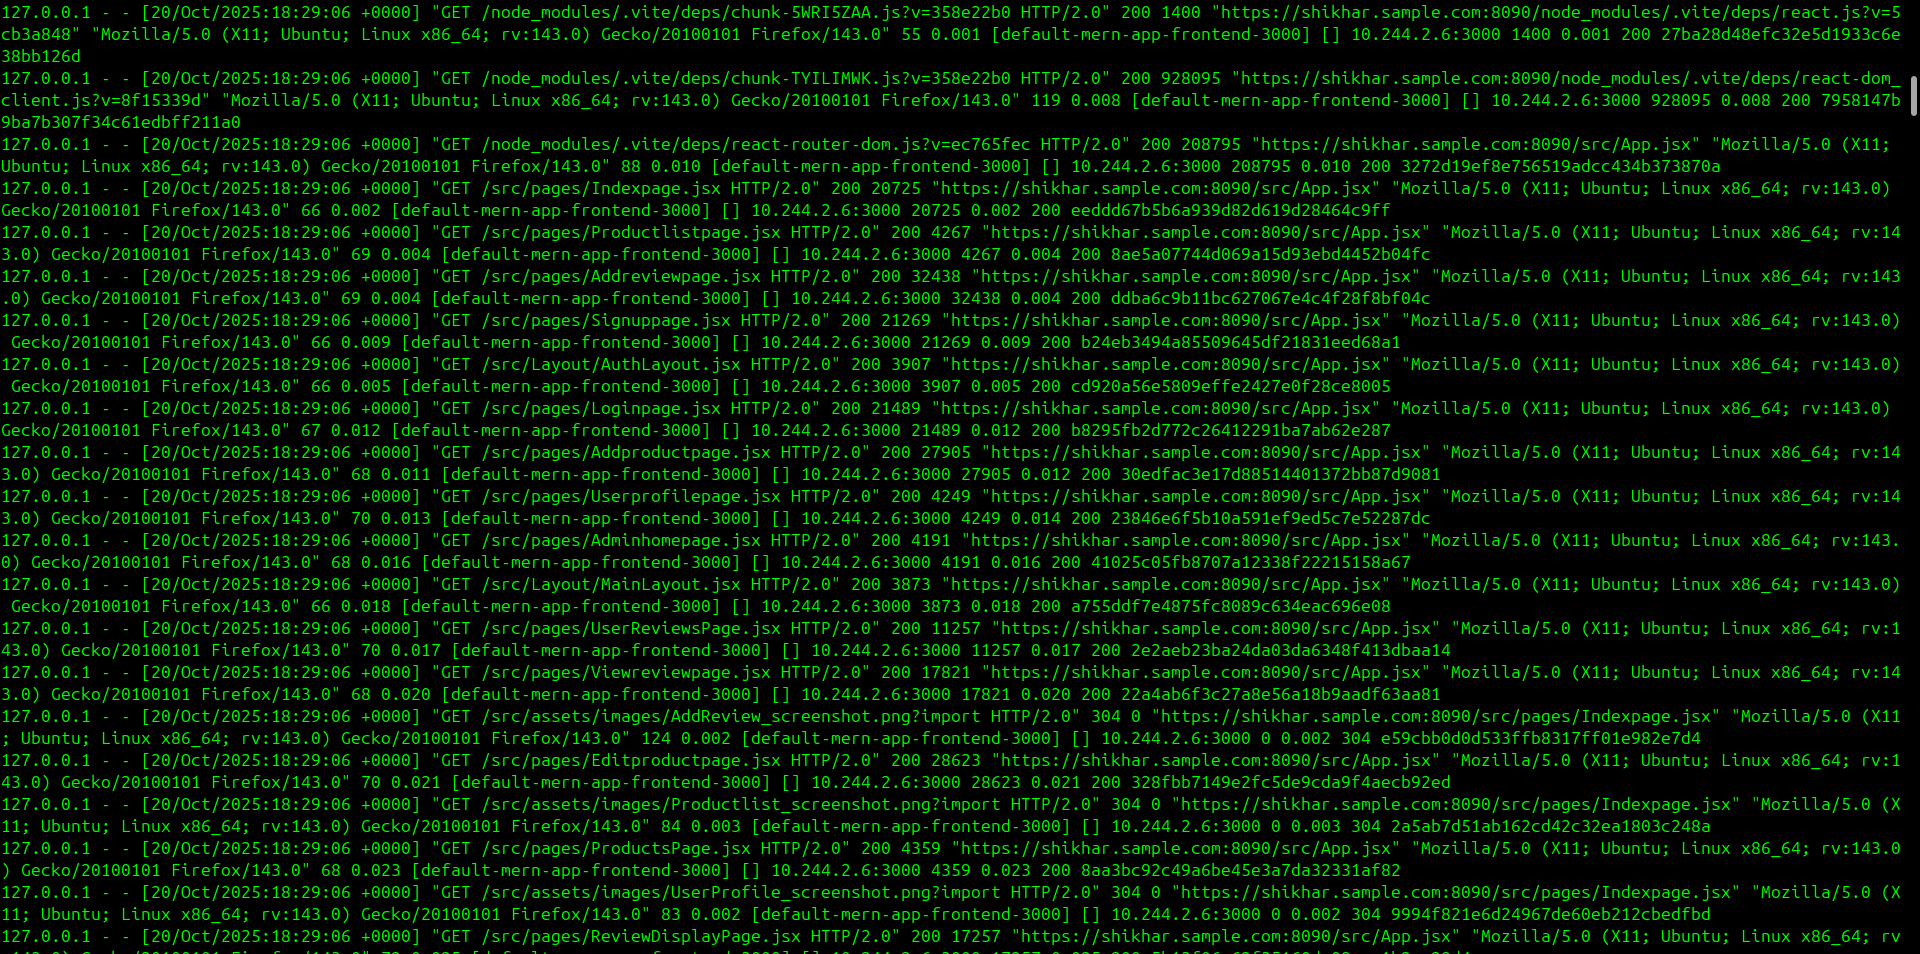 127.0.0.1 - - [20/Oct/2025:18:29:06 +0000] "GET /node_modules/.vite/deps/chunk-5WRI5ZAA.js?v=358e22b0 HTTP/2.0" 200 1400 "https://shikhar.sample.com:8090/node_modules/.vite/deps/react.js?v=5
cb3a848" "Mozilla/5.0 (X11; Ubuntu; Linux x86_64; rv:143.0) Gecko/20100101 Firefox/143.0" 55 0.001 [default-mern-app-frontend-3000] [] 10.244.2.6:3000 1400 0.001 200 27ba28d48efc32e5d1933c6e
38bb126d
127.0.0.1 - - [20/Oct/2025:18:29:06 +0000] "GET /node_modules/.vite/deps/chunk-TYILIMWK.js?v=358e22b0 HTTP/2.0" 200 928095 "https://shikhar.sample.com:8090/node_modules/.vite/deps/react-dom_
client.js?v=8f15339d" "Mozilla/5.0 (X11; Ubuntu; Linux x86_64; rv:143.0) Gecko/20100101 Firefox/143.0" 119 0.008 [default-mern-app-frontend-3000] [] 10.244.2.6:3000 928095 0.008 200 7958147b
9ba7b307f34c61edbff211a0
127.0.0.1 - - [20/Oct/2025:18:29:06 +0000] "GET /node_modules/.vite/deps/react-router-dom.js?v=ec765fec HTTP/2.0" 200 208795 "https://shikhar.sample.com:8090/src/App.jsx" "Mozilla/5.0 (X11;
Ubuntu; Linux x86_64; rv:143.0) Gecko/20100101 Firefox/143.0" 88 0.010 [default-mern-app-frontend-3000] [] 10.244.2.6:3000 208795 0.010 200 3272d19ef8e756519adcc434b373870a
127.0.0.1 - - [20/Oct/2025:18:29:06 +0000] "GET /src/pages/Indexpage.jsx HTTP/2.0" 200 20725 "https://shikhar.sample.com:8090/src/App.jsx" "Mozilla/5.0 (X11; Ubuntu; Linux x86_64; rv:143.0)
Gecko/20100101 Firefox/143.0" 66 0.002 [default-mern-app-frontend-3000] [] 10.244.2.6:3000 20725 0.002 200 eeddd67b5b6a939d82d619d28464c9ff
127.0.0.1 - - [20/Oct/2025:18:29:06 +0000] "GET /src/pages/Productlistpage.jsx HTTP/2.0" 200 4267 "https://shikhar.sample.com:8090/src/App.jsx" "Mozilla/5.0 (X11; Ubuntu; Linux x86_64; rv:14
3.0) Gecko/20100101 Firefox/143.0" 69 0.004 [default-mern-app-frontend-3000] [] 10.244.2.6:3000 4267 0.004 200 8ae5a07744d069a15d93ebd4452b04fc
127.0.0.1 - - [20/Oct/2025:18:29:06 +0000] "GET /src/pages/Addreviewpage.jsx HTTP/2.0" 200 32438 "https://shikhar.sample.com:8090/src/App.jsx" "Mozilla/5.0 (X11; Ubuntu; Linux x86_64; rv:143
.0) Gecko/20100101 Firefox/143.0" 69 0.004 [default-mern-app-frontend-3000] [] 10.244.2.6:3000 32438 0.004 200 ddba6c9b11bc627067e4c4f28f8bf04c
127.0.0.1 - - [20/Oct/2025:18:29:06 +0000] "GET /src/pages/Signuppage.jsx HTTP/2.0" 200 21269 "https://shikhar.sample.com:8090/src/App.jsx" "Mozilla/5.0 (X11; Ubuntu; Linux x86_64; rv:143.0)
Gecko/20100101 Firefox/143.0" 66 0.009 [default-mern-app-frontend-3000] [] 10.244.2.6:3000 21269 0.009 200 b24eb3494a85509645df21831eed68a1
127.0.0.1 - - [20/Oct/2025:18:29:06 +0000] "GET /src/Layout/AuthLayout.jsx HTTP/2.0" 200 3907 "https://shikhar.sample.com:8090/src/App.jsx" "Mozilla/5.0 (X11; Ubuntu; Linux x86_64; rv:143.0)
Gecko/20100101 Firefox/143.0" 66 0.005 [default-mern-app-frontend-3000] [] 10.244.2.6:3000 3907 0.005 200 cd920a56e5809effe2427e0f28ce8005
127.0.0.1 - - [20/Oct/2025:18:29:06 +0000] "GET /src/pages/Loginpage.jsx HTTP/2.0" 200 21489 "https://shikhar.sample.com:8090/src/App.jsx" "Mozilla/5.0 (X11; Ubuntu; Linux x86_64; rv:143.0)
Gecko/20100101 Firefox/143.0" 67 0.012 [default-mern-app-frontend-3000] [] 10.244.2.6:3000 21489 0.012 200 b8295fb2d772c26412291ba7ab62e287
127.0.0.1 - - [20/Oct/2025:18:29:06 +0000] "GET /src/pages/Addproductpage.jsx HTTP/2.0" 200 27905 "https://shikhar.sample.com:8090/src/App.jsx" "Mozilla/5.0 (X11; Ubuntu; Linux x86_64; rv:14
3.0) Gecko/20100101 Firefox/143.0" 68 0.011 [default-mern-app-frontend-3000] [] 10.244.2.6:3000 27905 0.012 200 30edfac3e17d88514401372bb87d9081
127.0.0.1 - - [20/Oct/2025:18:29:06 +0000] "GET /src/pages/Userprofilepage.jsx HTTP/2.0" 200 4249 "https://shikhar.sample.com:8090/src/App.jsx" "Mozilla/5.0 (X11; Ubuntu; Linux x86_64; rv:14
3.0) Gecko/20100101 Firefox/143.0" 70 0.013 [default-mern-app-frontend-3000] [] 10.244.2.6:3000 4249 0.014 200 23846e6f5b10a591ef9ed5c7e52287dc
127.0.0.1 - - [20/Oct/2025:18:29:06 +0000] "GET /src/pages/Adminhomepage.jsx HTTP/2.0" 200 4191 "https://shikhar.sample.com:8090/src/App.jsx" "Mozilla/5.0 (X11; Ubuntu; Linux x86_64; rv:143.
0) Gecko/20100101 Firefox/143.0" 68 0.016 [default-mern-app-frontend-3000] [] 10.244.2.6:3000 4191 0.016 200 41025c05fb8707a12338f22215158a67
127.0.0.1 - - [20/Oct/2025:18:29:06 +0000] "GET /src/Layout/MainLayout.jsx HTTP/2.0" 200 3873 "https://shikhar.sample.com:8090/src/App.jsx" "Mozilla/5.0 (X11; Ubuntu; Linux x86_64; rv:143.0)
Gecko/20100101 Firefox/143.0" 66 0.018 [default-mern-app-frontend-3000] [] 10.244.2.6:3000 3873 0.018 200 a755ddf7e4875fc8089c634eac696e08
127.0.0.1 - - [20/Oct/2025:18:29:06 +0000] "GET /src/pages/UserReviewsPage.jsx HTTP/2.0" 200 11257 "https://shikhar.sample.com:8090/src/App.jsx" "Mozilla/5.0 (X11; Ubuntu; Linux x86_64; rv:1
43.0) Gecko/20100101 Firefox/143.0" 70 0.017 [default-mern-app-frontend-3000] [] 10.244.2.6:3000 11257 0.017 200 2e2aeb23ba24da03da6348f413dbaa14
127.0.0.1 - - [20/Oct/2025:18:29:06 +0000] "GET /src/pages/Viewreviewpage.jsx HTTP/2.0" 200 17821 "https://shikhar.sample.com:8090/src/App.jsx" "Mozilla/5.0 (X11; Ubuntu; Linux x86_64; rv:14
3.0) Gecko/20100101 Firefox/143.0" 68 0.020 [default-mern-app-frontend-3000] [] 10.244.2.6:3000 17821 0.020 200 22a4ab6f3c27a8e56a18b9aadf63aa81
127.0.0.1 - - [20/Oct/2025:18:29:06 +0000] "GET /src/assets/images/AddReview_screenshot.png?import HTTP/2.0" 304 0 "https://shikhar.sample.com:8090/src/pages/Indexpage.jsx" "Mozilla/5.0 (X11
; Ubuntu; Linux x86_64; rv:143.0) Gecko/20100101 Firefox/143.0" 124 0.002 [default-mern-app-frontend-3000] [] 10.244.2.6:3000 0 0.002 304 e59cbb0d0d533ffb8317ff01e982e7d4
127.0.0.1 - - [20/Oct/2025:18:29:06 +0000] "GET /src/pages/Editproductpage.jsx HTTP/2.0" 200 28623 "https://shikhar.sample.com:8090/src/App.jsx" "Mozilla/5.0 (X11; Ubuntu; Linux x86_64; rv:1
43.0) Gecko/20100101 Firefox/143.0" 70 0.021 [default-mern-app-frontend-3000] [] 10.244.2.6:3000 28623 0.021 200 328fbb7149e2fc5de9cda9f4aecb92ed
127.0.0.1 - - [20/Oct/2025:18:29:06 +0000] "GET /src/assets/images/Productlist_screenshot.png?import HTTP/2.0" 304 0 "https://shikhar.sample.com:8090/src/pages/Indexpage.jsx" "Mozilla/5.0 (X
11; Ubuntu; Linux x86_64; rv:143.0) Gecko/20100101 Firefox/143.0" 84 0.003 [default-mern-app-frontend-3000] [] 10.244.2.6:3000 0 0.003 304 2a5ab7d51ab162cd42c32ea1803c248a
127.0.0.1 - - [20/Oct/2025:18:29:06 +0000] "GET /src/pages/ProductsPage.jsx HTTP/2.0" 200 4359 "https://shikhar.sample.com:8090/src/App.jsx" "Mozilla/5.0 (X11; Ubuntu; Linux x86_64; rv:143.0
) Gecko/20100101 Firefox/143.0" 68 0.023 [default-mern-app-frontend-3000] [] 10.244.2.6:3000 4359 0.023 200 8aa3bc92c49a6be45e3a7da32331af82
127.0.0.1 - - [20/Oct/2025:18:29:06 +0000] "GET /src/assets/images/UserProfile_screenshot.png?import HTTP/2.0" 304 0 "https://shikhar.sample.com:8090/src/pages/Indexpage.jsx" "Mozilla/5.0 (X
11; Ubuntu; Linux x86_64; rv:143.0) Gecko/20100101 Firefox/143.0" 83 0.002 [default-mern-app-frontend-3000] [] 10.244.2.6:3000 0 0.002 304 9994f821e6d24967de60eb212cbedfbd
127.0.0.1 - - [20/Oct/2025:18:29:06 +0000] "GET /src/pages/ReviewDisplayPage.jsx HTTP/2.0" 200 17257 "https://shikhar.sample.com:8090/src/App.jsx" "Mozilla/5.0 (X11; Ubuntu; Linux x86_64; rv